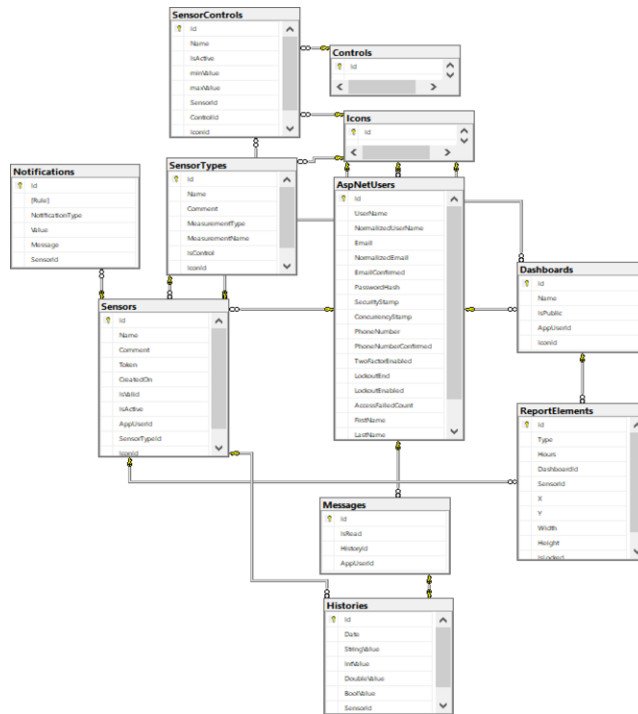 SensorControls
Id
Name
IsActive
minValue
maxValue
SensorId
ControlId
IconId
Controls
Id
Icons
Id
SensorTypes
Id
Name
Comment
MeasurementType
MeasurementName
IsControl
IconId
Notifications
Id
[Rule]
NotificationType
Value
Message
SensorId
AspNetUsers
Id
UserName
NormalizedUserName
Email
NormalizedEmail
EmailConfirmed
PasswordHash
SecurityStamp
ConcurrencyStamp
PhoneNumber
PhoneNumberConfirmed
TwoFactorEnabled
LockoutEnd
LockoutEnabled
AccessFailedCount
FirstName
LastName
Dashboards
Id
Name
IsPublic
AppUserId
IconId
Sensors
Id
Name
Comment
Token
CreatedOn
IsValid
IsActive
AppUserId
SensorTypeId
IconId
ReportElements
Id
Type
Hours
DashboardId
SensorId
X
Y
Width
Height
IsLocked
Messages
Id
IsRead
HistoryId
AppUserId
Histories
Id
Date
StringValue
IntValue
DoubleValue
BoolValue
SensorId